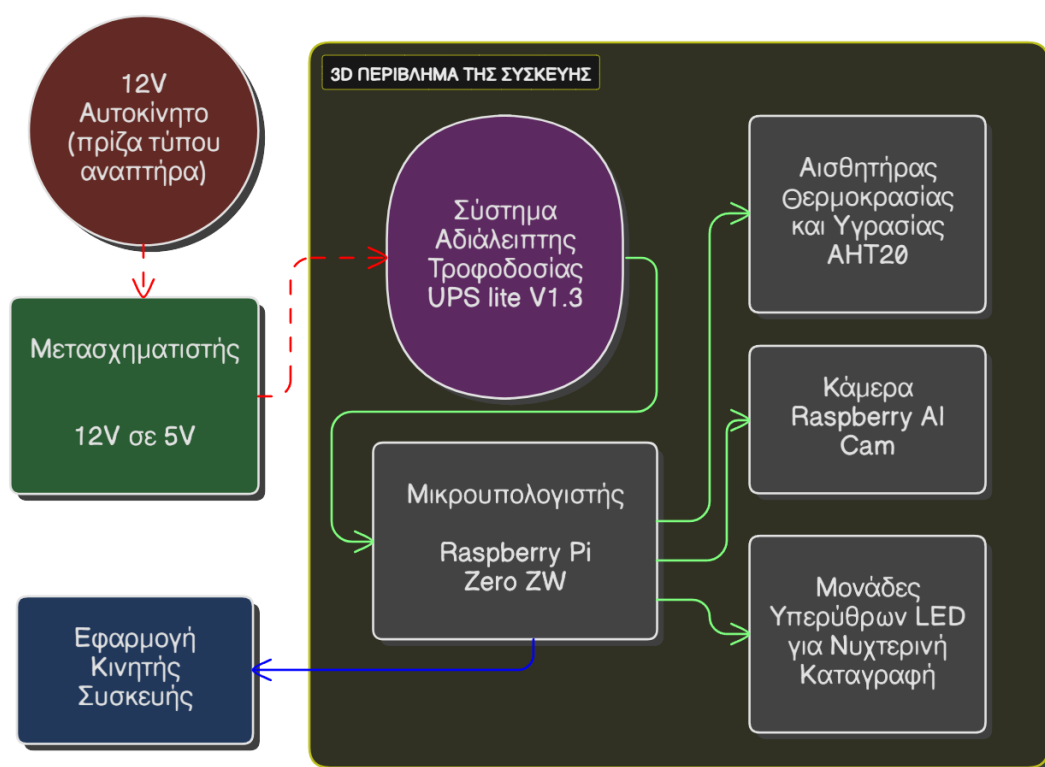 12V
Αυτοκίνητο
(πρίζα τύπου
αναπτήρα)
Μετασχηματιστής
12V σε 5V
Εφαρμογή
Κινητής
Συσκευής
3D ΠΕΡΙΒΛΗΜΑ ΤΗΣ ΣΥΣΚΕΥΗΣ
Σύστημα
Αδιάλειπτης
Τροφοδοσίας
UPS lite V1.3
Μικρουπολογιστής
Raspberry Pi
Zero ZW
Αισθητήρας
Θερμοκρασίας
και Υγρασίας
AHT20
Κάμερα
Raspberry AI
Cam
Μονάδες
Υπερύθρων LED
για Νυχτερινή
Καταγραφή